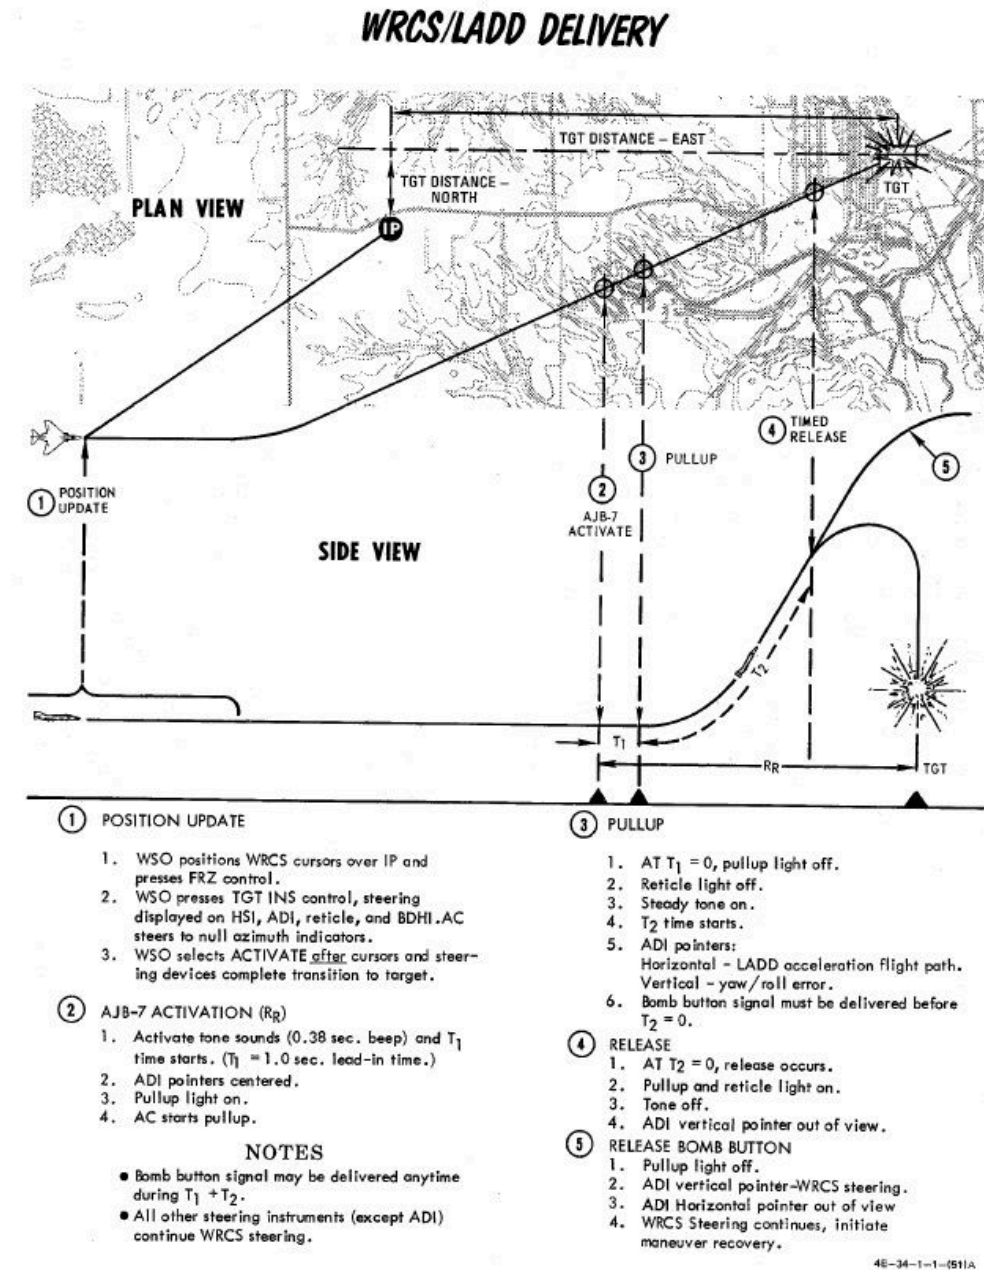 WRCS/LADD DELIVERY
TGT DISTANCE - EAST
TGT DISTANCE -
NORTH
TGT
PLAN VIEW
IP
4 TIMED
RELEASE
3 PULLUP
5
1 POSITION
UPDATE
2
AJB-7
ACTIVATE
SIDE VIEW
T2
T1
RR
TGT
1 POSITION UPDATE
1. WSO positions WRCS cursors over IP and
presses FRZ control.
2. WSO presses TGT INS control, steering
displayed on HSI, ADI, reticle, and BDHI.AC
steers to null azimuth indicators.
3. WSO selects ACTIVATE after cursors and steer-
ing devices complete transition to target.
2 AJB-7 ACTIVATION (RR)
1. Activate tone sounds (0.38 sec. beep) and T1
time starts. (T1 = 1.0 sec. lead-in time.)
2. ADI pointers centered.
3. Pullup light on.
4. AC starts pullup.
NOTES
• Bomb button signal may be delivered anytime
during T1 +T2.
• All other steering instruments (except ADI)
continue WRCS steering.
3 PULLUP
1. AT T1 = 0, pullup light off.
2. Reticle light off.
3. Steady tone on.
4. T2 time starts.
5. ADI pointers:
Horizontal - LADD acceleration flight path.
Vertical - yaw/roll error.
6. Bomb button signal must be delivered before
T2 = 0.
4 RELEASE
1. AT T2 = 0, release occurs.
2. Pullup and reticle light on.
3. Tone off.
4. ADI vertical pointer out of view.
5 RELEASE BOMB BUTTON
1. Pullup light off.
2. ADI vertical pointer-WRCS steering.
3. ADI Horizontal pointer out of view
4. WRCS Steering continues, initiate
maneuver recovery.
4E-34-1-1-(51)A